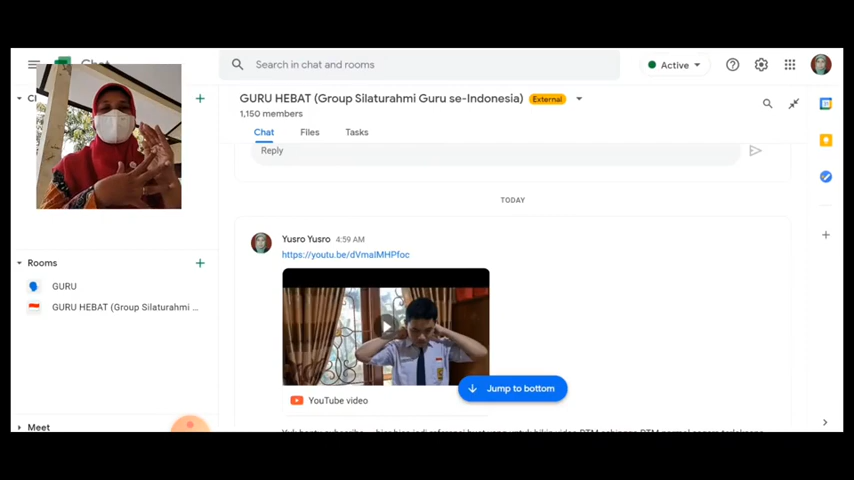 Chat
Search in chat and rooms
Active
GURU HEBAT (Group Silaturahmi Guru se-Indonesia)
External
1,150 members
Chat
Files
Tasks
Reply
TODAY
Yusro Yusro
4:59 AM
https://youtu.be/dVmaIMHPfoc
Jump to bottom
YouTube video
Rooms
GURU
GURU HEBAT (Group Silaturahmi ...
Meet